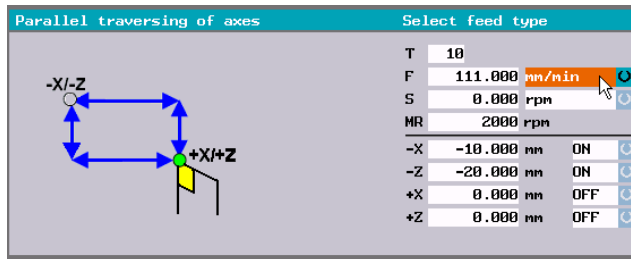 Parallel traversing of axes
Select feed type
-X/-Z
+X/+Z
T 10
F 111.000 mm/min
S 0.000 rpm
MR 2000 rpm
-X -10.000 mm ON
-Z -20.000 mm ON
+X 0.000 mm OFF
+Z 0.000 mm OFF